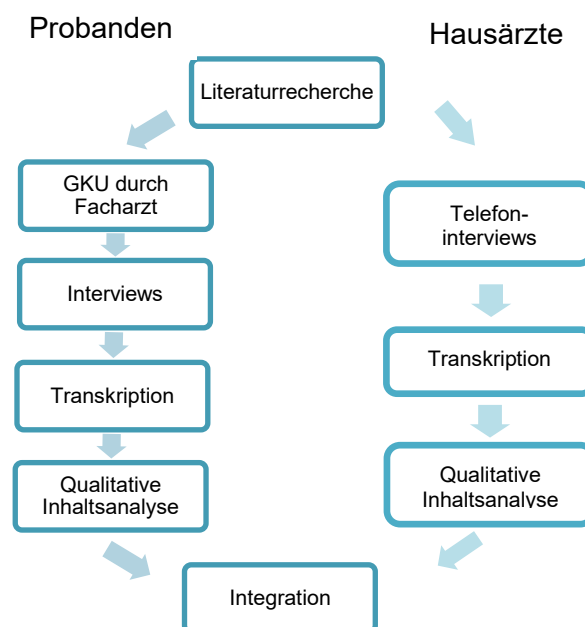 Probanden
Hausärzte
Literaturrecherche
GKU durch
Facharzt
Interviews
Transkription
Qualitative
Inhaltsanalyse
Telefon-
interviews
Transkription
Qualitative
Inhaltsanalyse
Integration